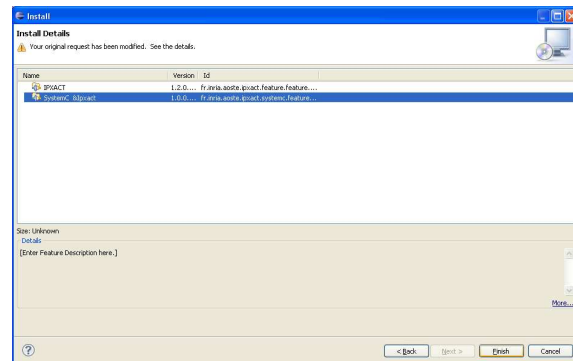 Install
Install Details
Your original request has been modified. See the details.
Name Version Id
IPXACT 1.2.0.... fr.inria.aoste.ipxact.feature.feature....
SystemC &Ipxact 1.0.0.... fr.inria.aoste.ipxact.systemc.feature...
Size: Unknown
Details
[Enter Feature Description here.]
More...
? < Back Next > Finish Cancel